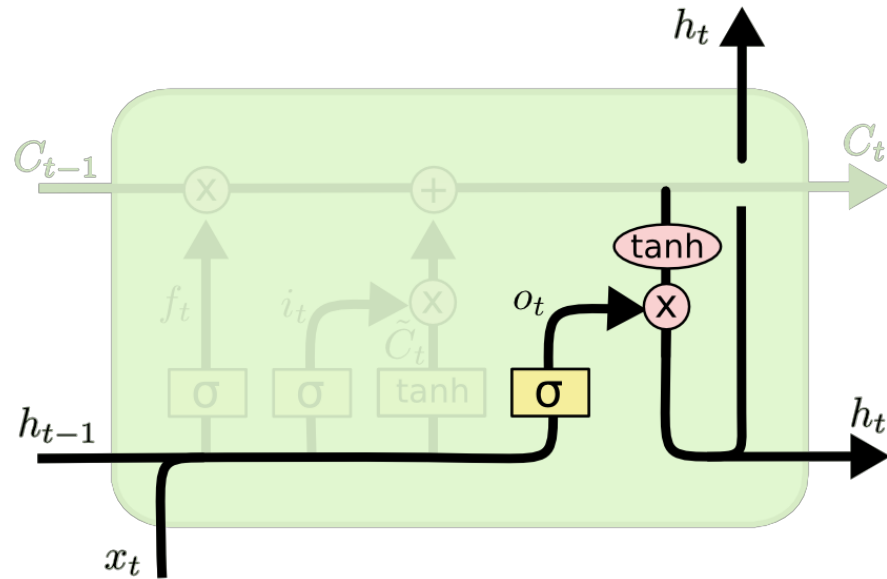 h_t
C_{t-1}
C_t
x
+
tanh
f_t
i_t
x
o_t
x
C̃_t
σ
σ
tanh
σ
h_{t-1}
h_t
x_t